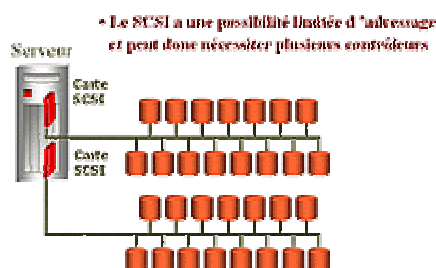 • Le SCSI a une possibilité limitée d 'adressage
et peut donc nécessiter plusieurs contrôleurs
Serveur
Carte
SCSI
Carte
SCSI